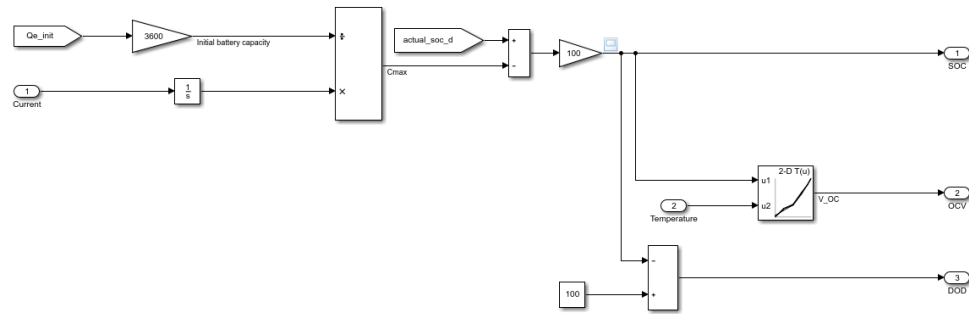 Qe_init
3600
Initial battery capacity
÷
×
1
Current
1
s
Cmax
actual_soc_d
+
−
100
1
SOC
2-D T(u)
u1
u2
V_OC
2
Temperature
2
OCV
−
+
100
3
DOD